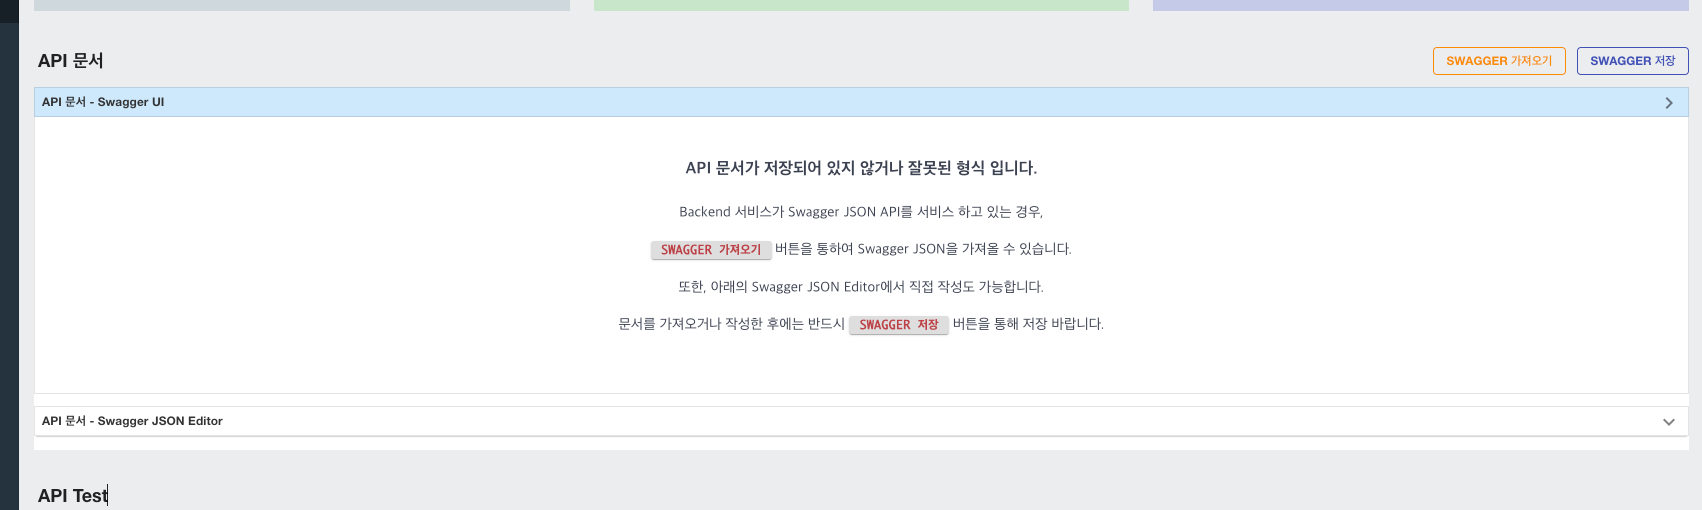 API 문서
SWAGGER 가져오기
SWAGGER 저장
API 문서 - Swagger UI
API 문서가 저장되어 있지 않거나 잘못된 형식 입니다.
Backend 서비스가 Swagger JSON API를 서비스 하고 있는 경우,
SWAGGER 가져오기 버튼을 통하여 Swagger JSON을 가져올 수 있습니다.
또한, 아래의 Swagger JSON Editor에서 직접 작성도 가능합니다.
문서를 가져오거나 작성한 후에는 반드시 SWAGGER 저장 버튼을 통해 저장 바랍니다.
API 문서 - Swagger JSON Editor
API Test